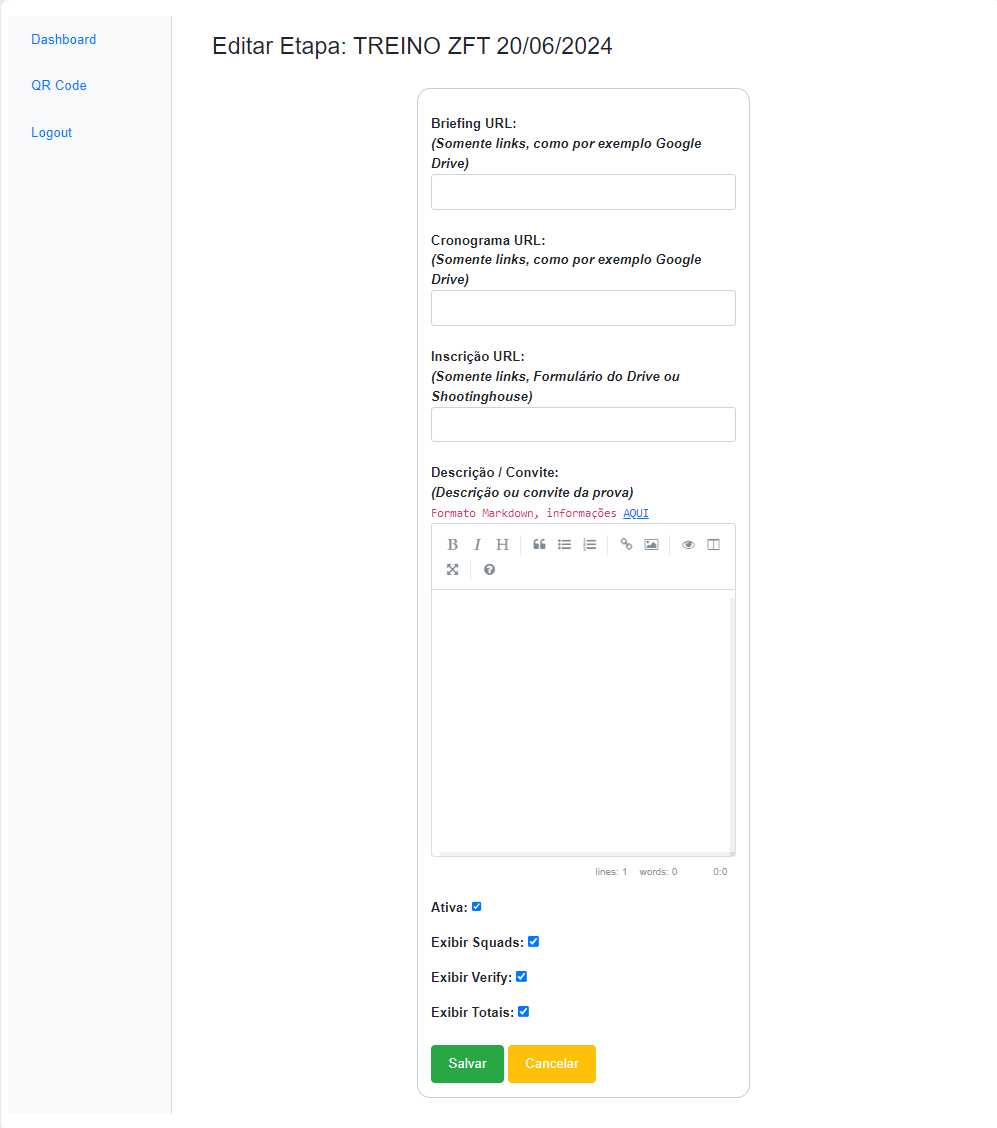 Dashboard
QR Code
Logout
Editar Etapa: TREINO ZFT 20/06/2024
Briefing URL:
(Somente links, como por exemplo Google
Drive)
Cronograma URL:
(Somente links, como por exemplo Google
Drive)
Inscrição URL:
(Somente links, Formulário do Drive ou
Shootinghouse)
Descrição / Convite:
(Descrição ou convite da prova)
Formato Markdown, informações AQUI
B I H
lines: 1 words: 0 0:0
Ativa:
Exibir Squads:
Exibir Verify:
Exibir Totais:
Salvar Cancelar